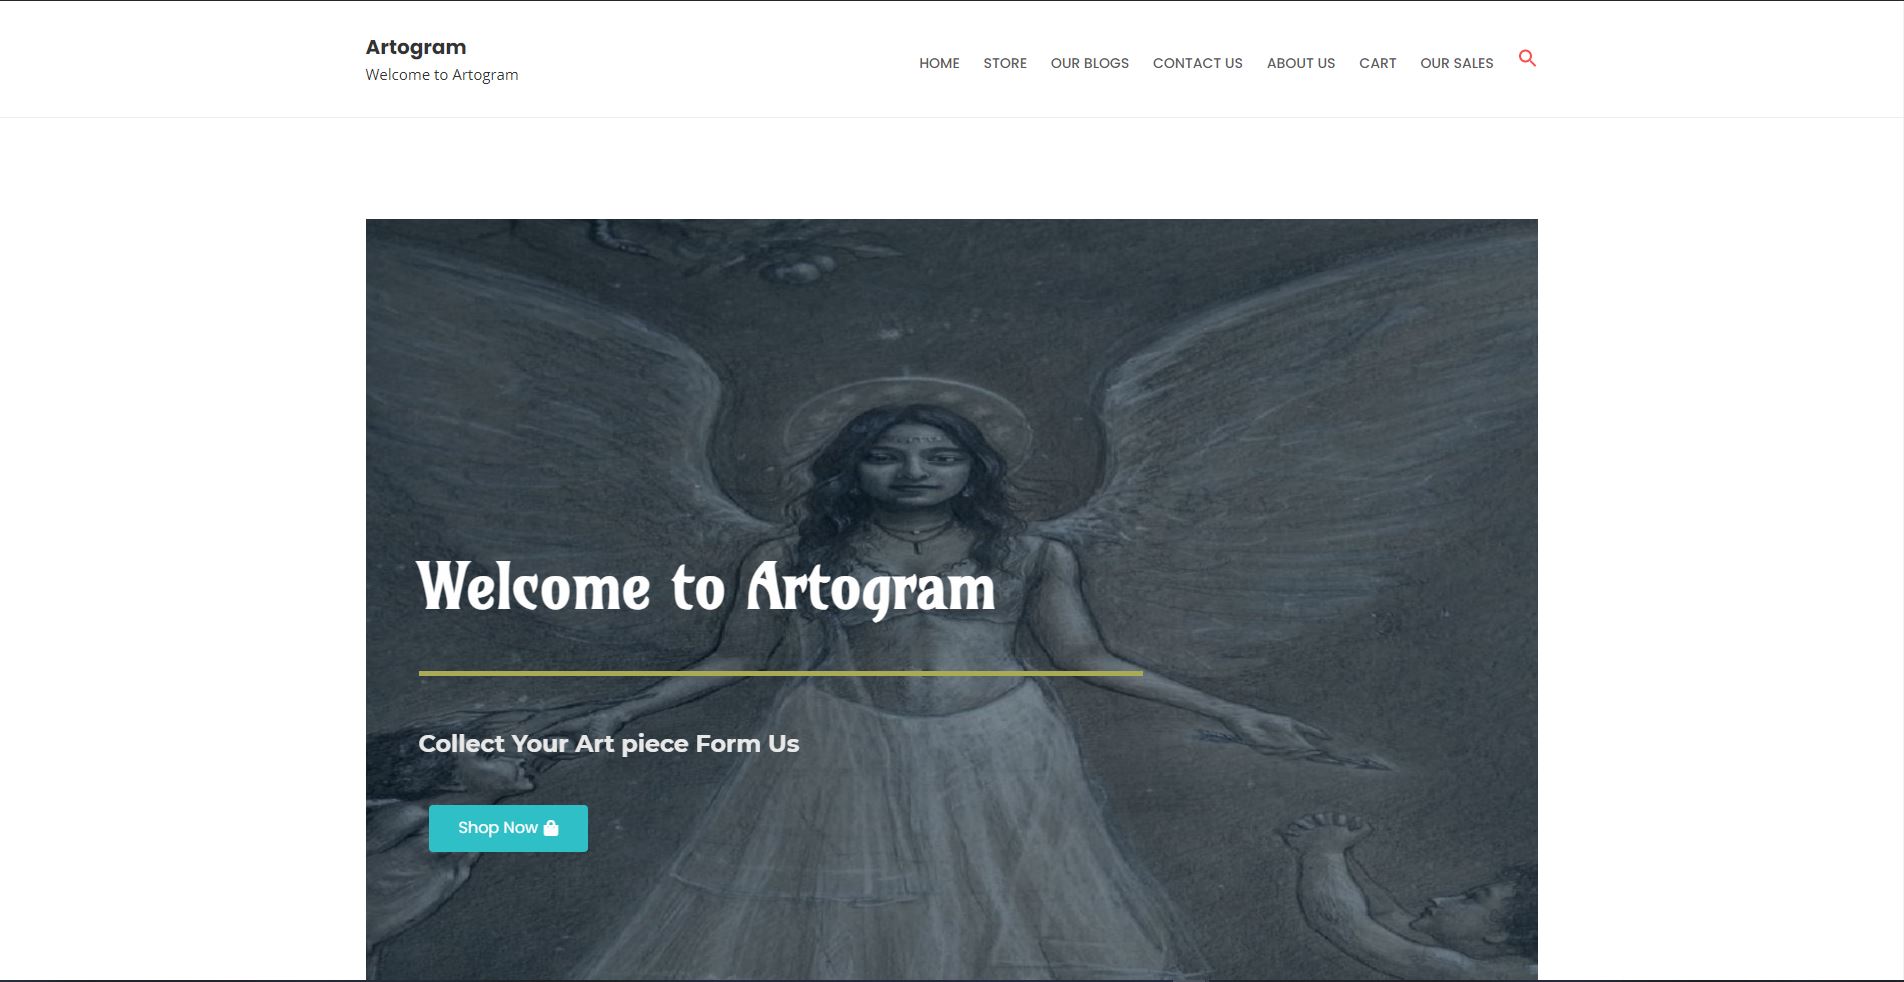 Artogram
Welcome to Artogram
HOME STORE OUR BLOGS CONTACT US ABOUT US CART OUR SALES
Welcome to Artogram
Collect Your Art piece Form Us
Shop Now